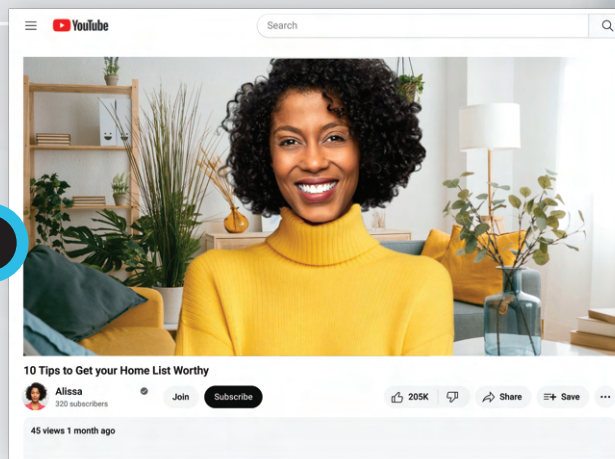 YouTube
Search
10 Tips to Get your Home List Worthy
Alissa
320 subscribers
Join
Subscribe
205K
Share
Save
45 views 1 month ago